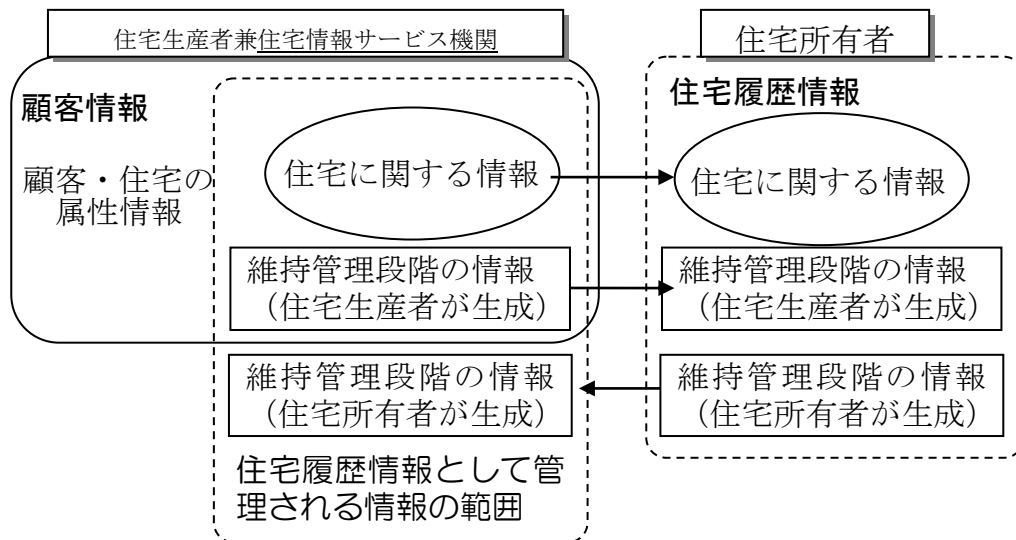 住宅生産者兼住宅情報サービス機関
住宅所有者
顧客情報
住宅履歴情報
顧客・住宅の
属性情報
住宅に関する情報
住宅に関する情報
維持管理段階の情報
（住宅生産者が生成）
維持管理段階の情報
（住宅生産者が生成）
維持管理段階の情報
（住宅所有者が生成）
維持管理段階の情報
（住宅所有者が生成）
住宅履歴情報として管
理される情報の範囲